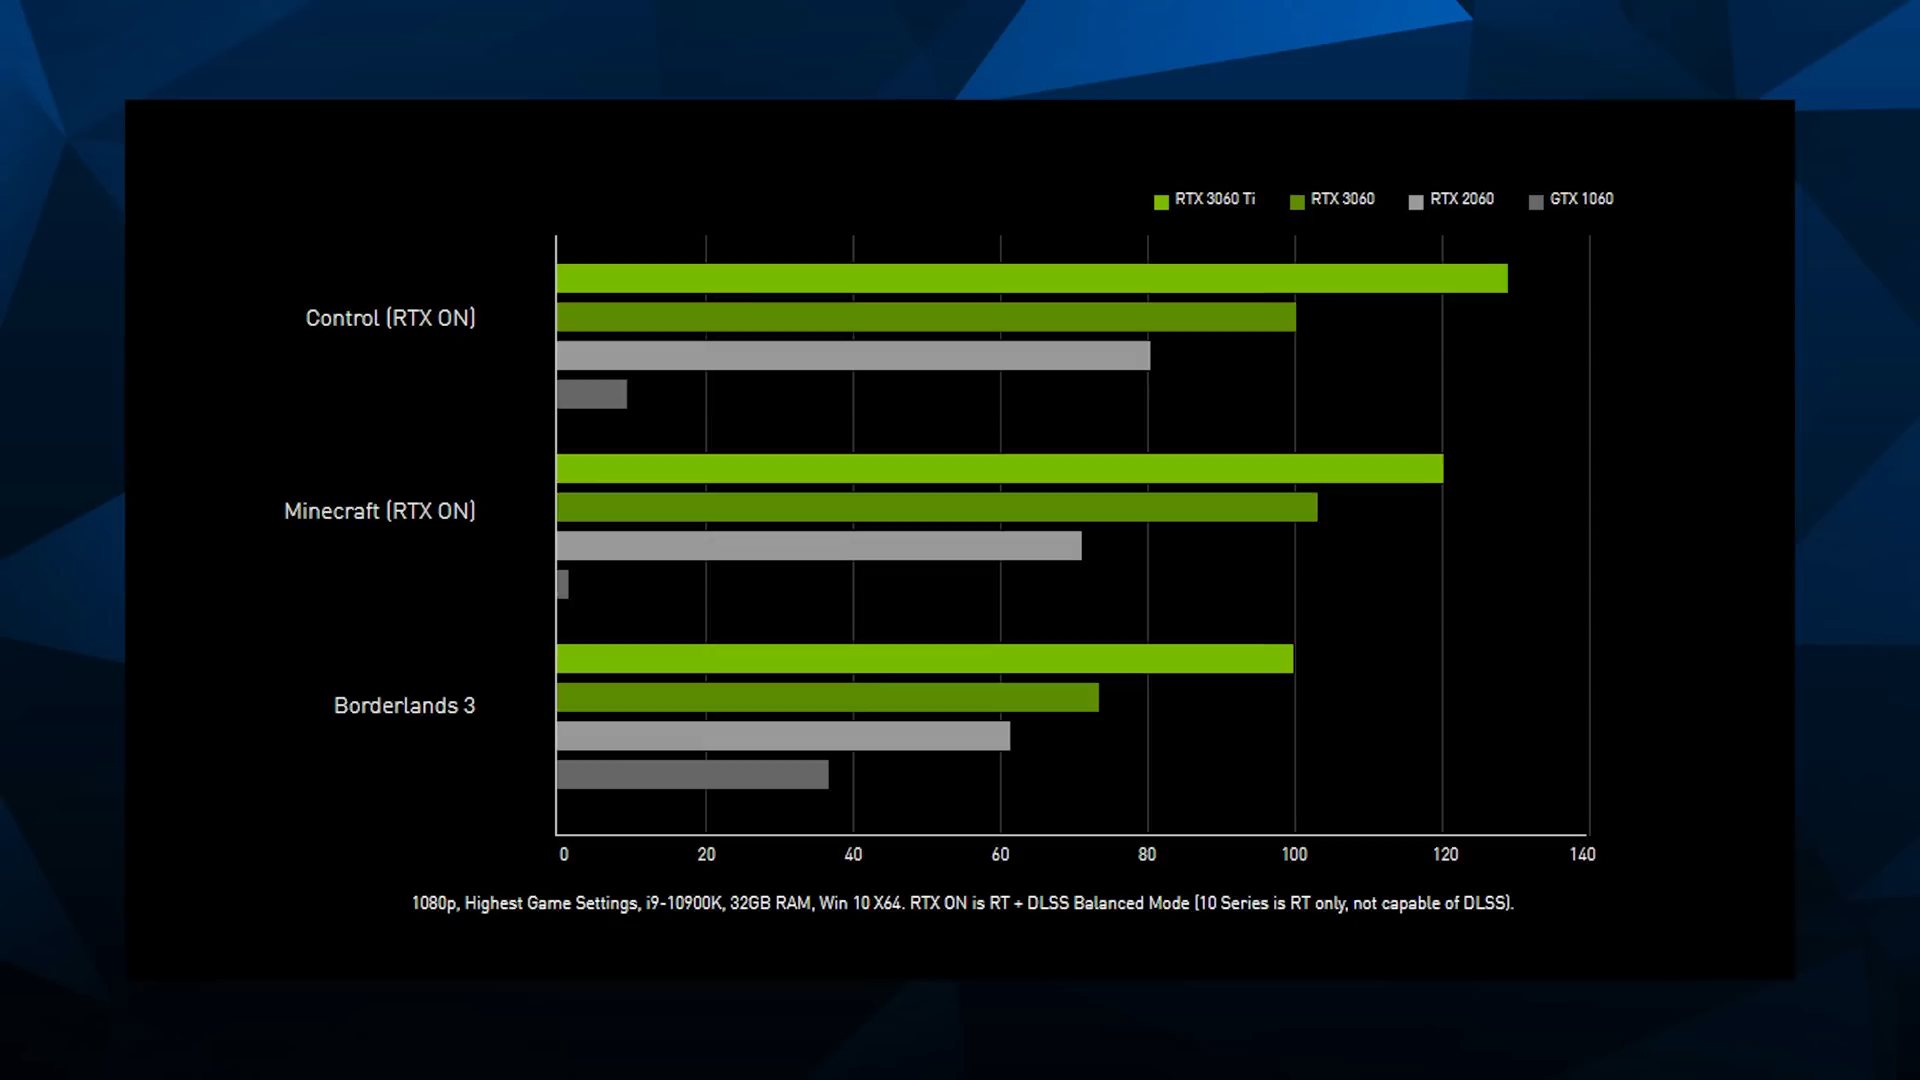 RTX 3060 Ti RTX 3060 RTX 2060 GTX 1060
Control (RTX ON)
Minecraft (RTX ON)
Borderlands 3
0 20 40 60 80 100 120 140
1080p, Highest Game Settings, i9-10900K, 32GB RAM, Win 10 X64. RTX ON is RT + DLSS Balanced Mode (10 Series is RT only, not capable of DLSS).